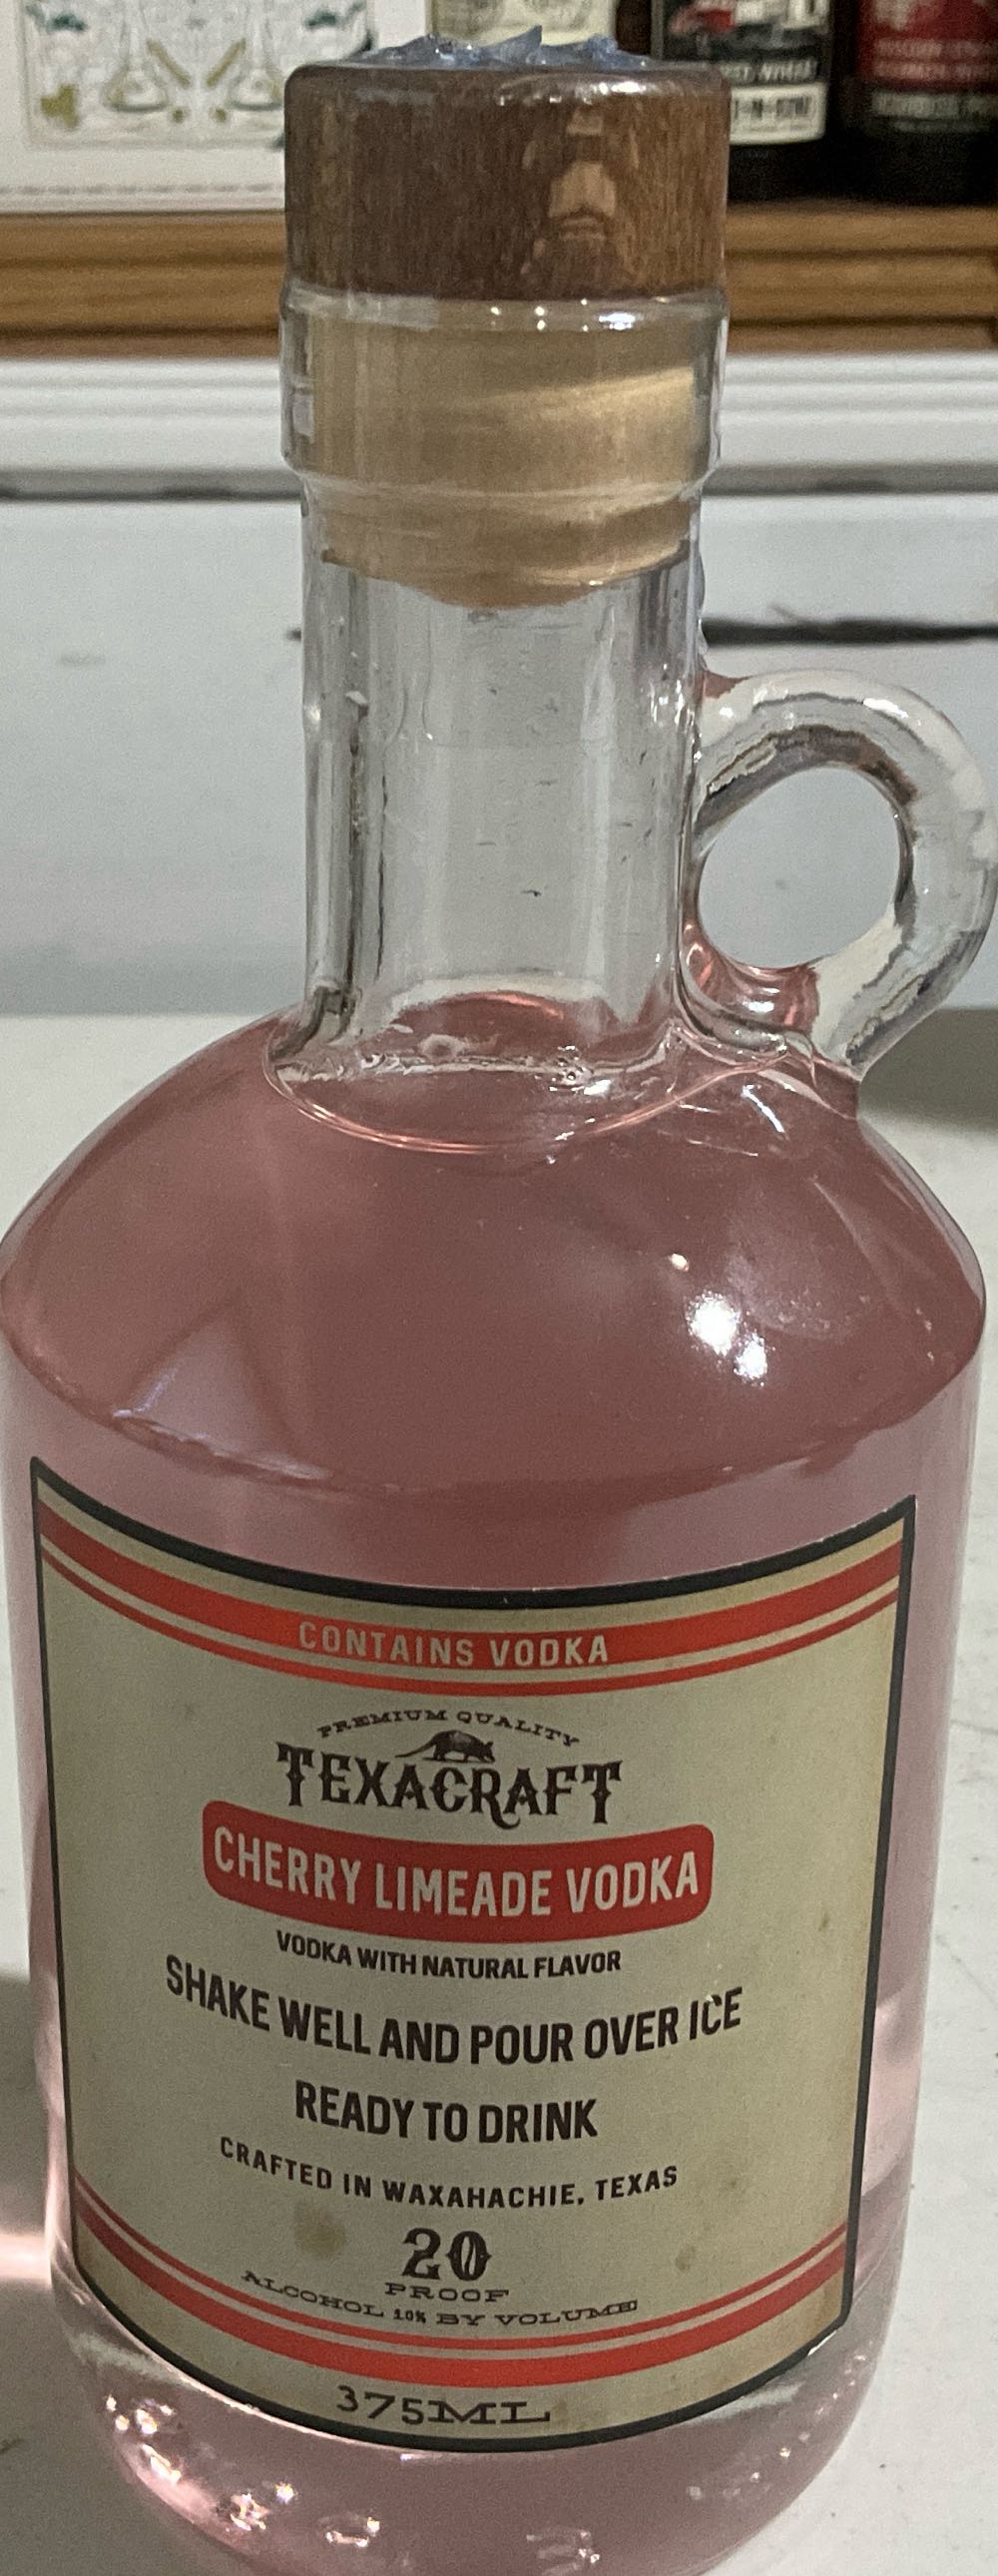 CONTAINS VODKA
PREMIUM QUALITY
TEXACRAFT
CHERRY LIMEADE VODKA
VODKA WITH NATURAL FLAVOR
SHAKE WELL AND POUR OVER ICE
READY TO DRINK
CRAFTED IN WAXAHACHIE, TEXAS
20
PROOF
ALCOHOL 10% BY VOLUME
375ML